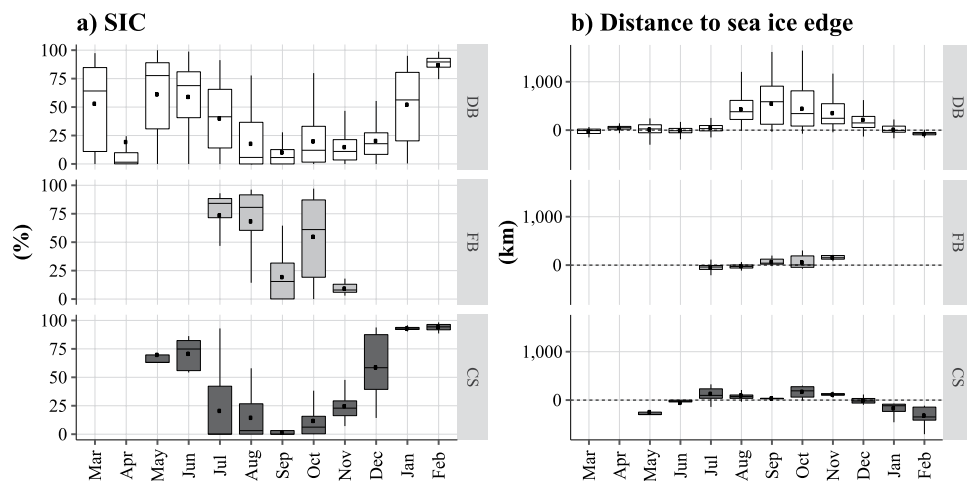 a) SIC
b) Distance to sea ice edge
(%)
100
75
50
25
0
DB
100
75
50
25
0
FB
100
75
50
25
0
CS
Mar
Apr
May
Jun
Jul
Aug
Sep
Oct
Nov
Dec
Jan
Feb
(km)
1,000
0
DB
1,000
0
FB
1,000
0
CS
Mar
Apr
May
Jun
Jul
Aug
Sep
Oct
Nov
Dec
Jan
Feb